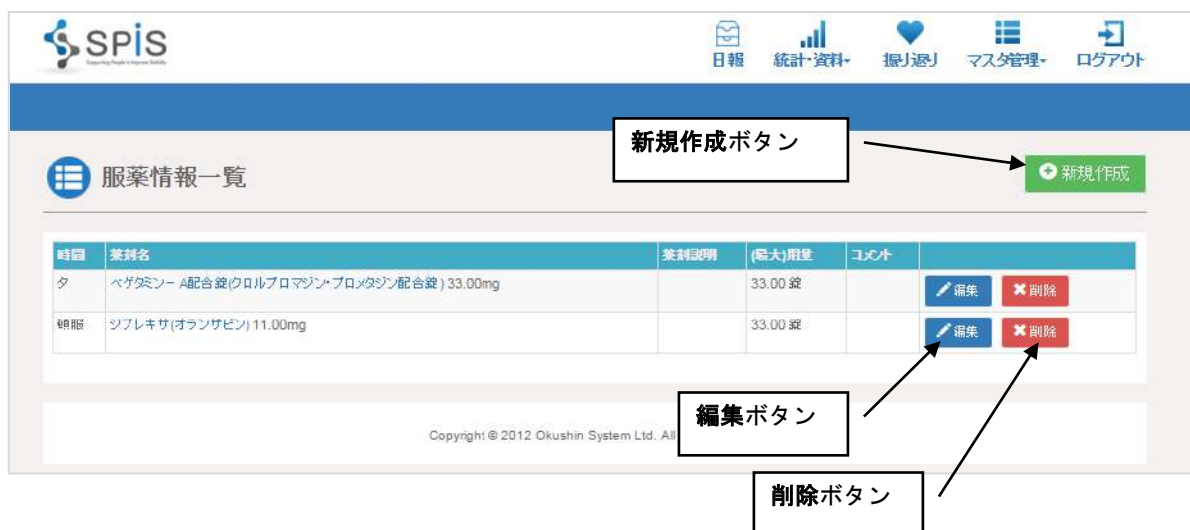 SPiS
Supporting People to Improve Stability
日報 統計・資料 振り返り マスタ管理 ログアウト
新規作成ボタン
服薬情報一覧
新規作成
時間 薬剤名 薬剤説明 (最大)用量 コメント
夕 ベゲタミン－A配合錠(クロルプロマジン・プロメタジン配合錠) 33.00mg 33.00 錠 編集 削除
頓服 ジプレキサ(オランザピン) 11.00mg 33.00 錠 編集 削除
編集ボタン
Copyright © 2012 Okushin System Ltd. All
削除ボタン